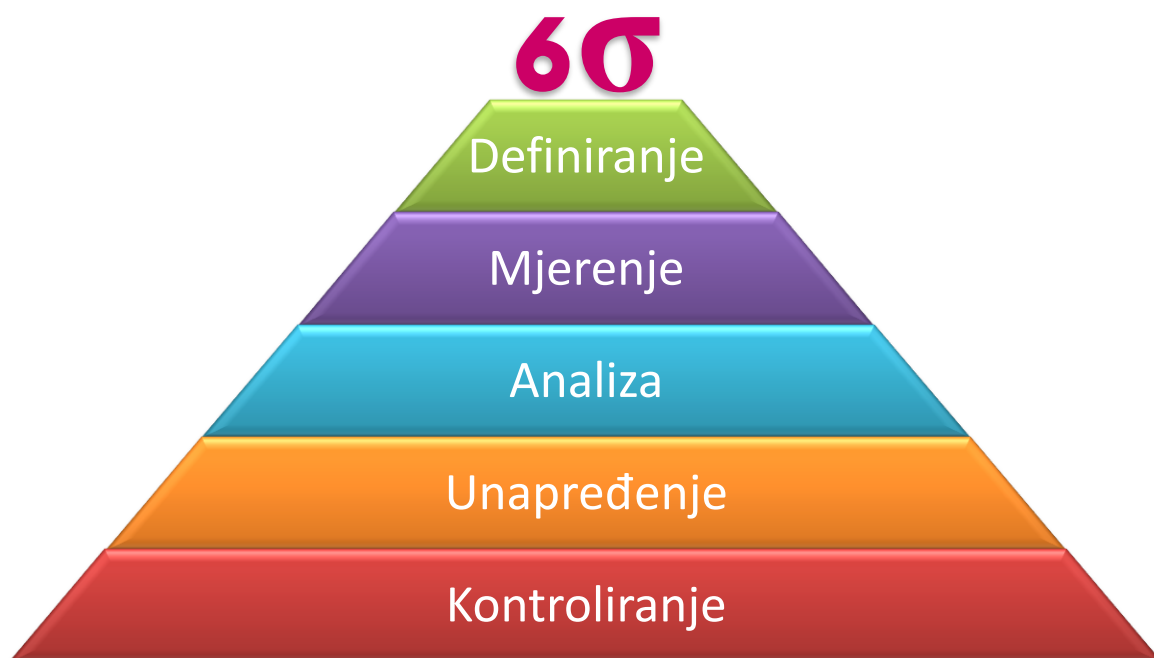 6σ
Definiranje
Mjerenje
Analiza
Unapređenje
Kontroliranje